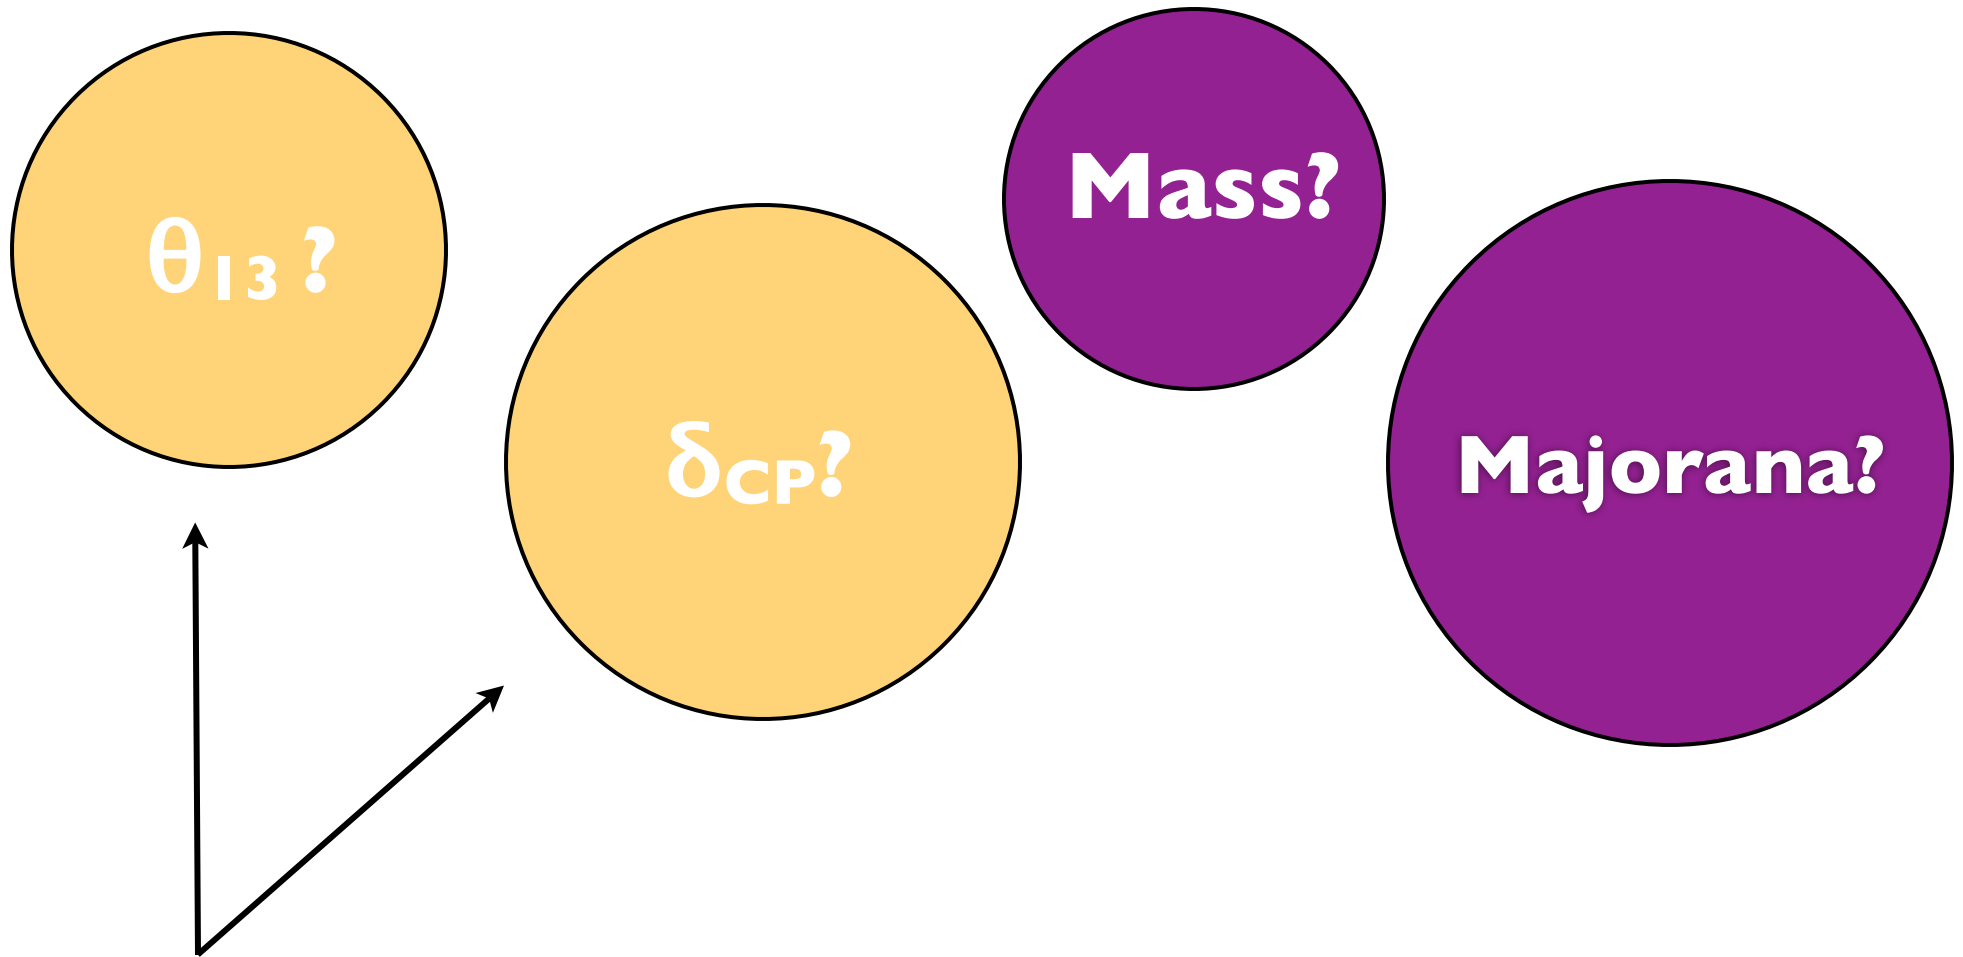 θ₁₃?
δCP?
Mass?
Majorana?